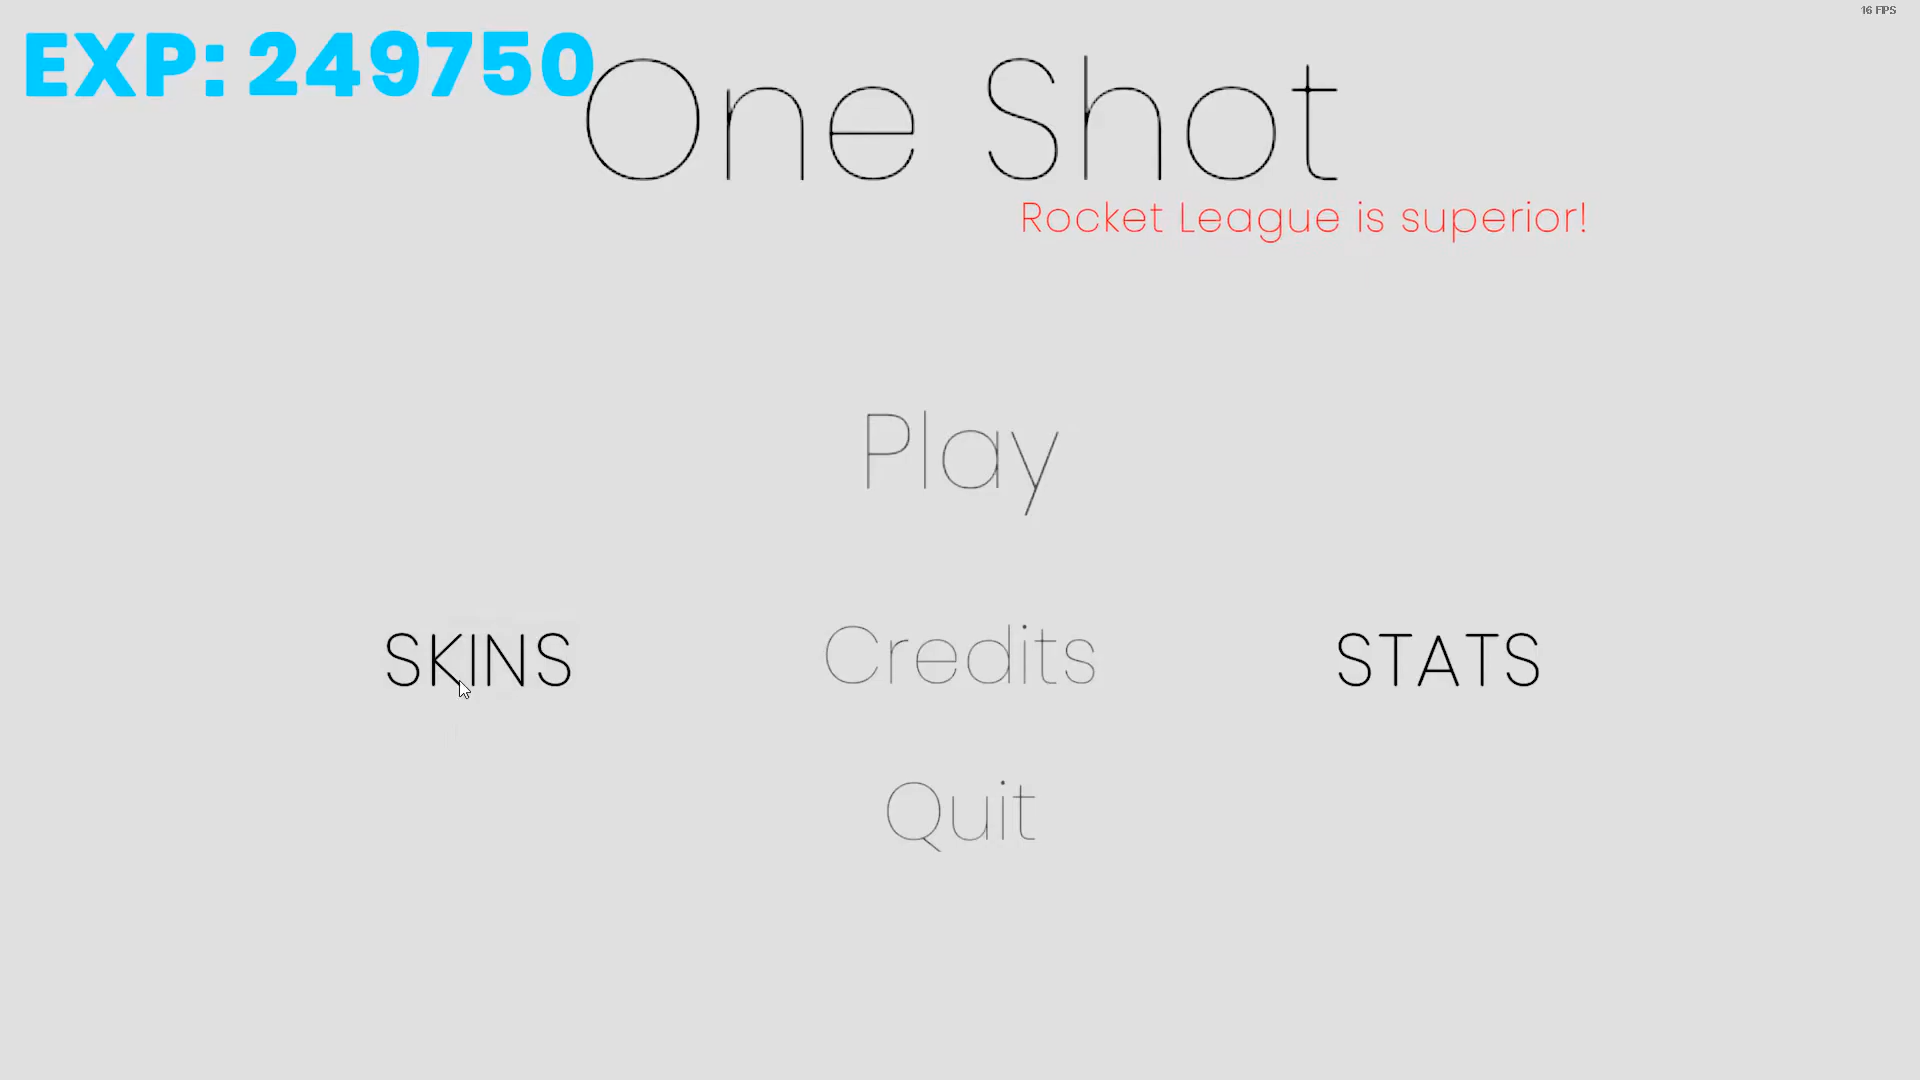 16 FPS
EXP: 249750
One Shot
Rocket League is superior!
Play
SKINS
Credits
STATS
Quit